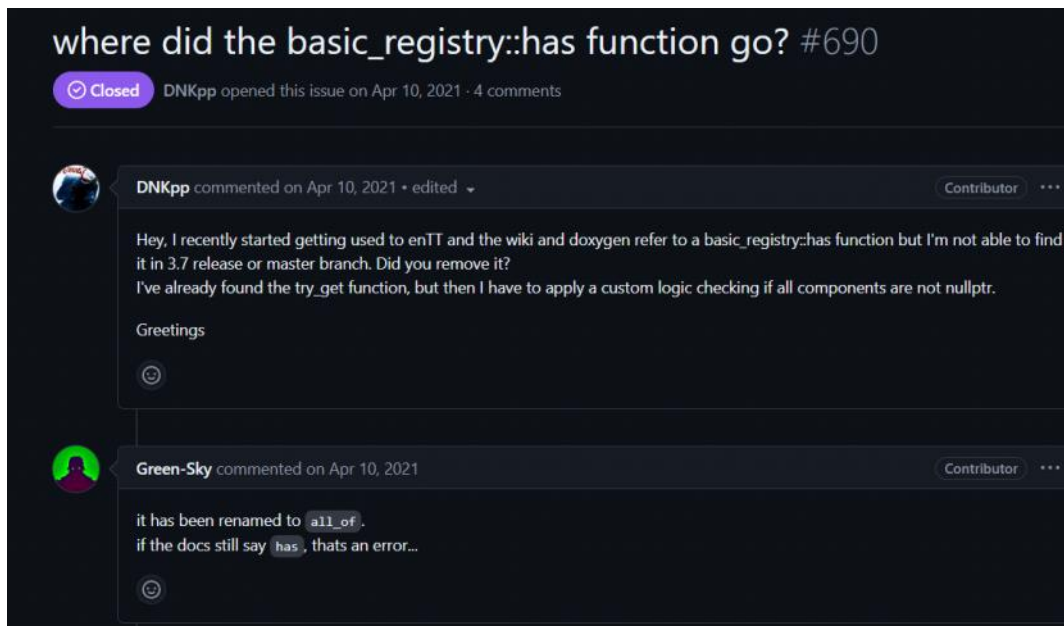 where did the basic_registry::has function go? #690
Closed DNKpp opened this issue on Apr 10, 2021 · 4 comments
DNKpp commented on Apr 10, 2021 • edited
Contributor
Hey, I recently started getting used to enTT and the wiki and doxygen refer to a basic_registry::has function but I'm not able to find
it in 3.7 release or master branch. Did you remove it?
I've already found the try_get function, but then I have to apply a custom logic checking if all components are not nullptr.
Greetings
Green-Sky commented on Apr 10, 2021
Contributor
it has been renamed to all_of.
if the docs still say has, thats an error...